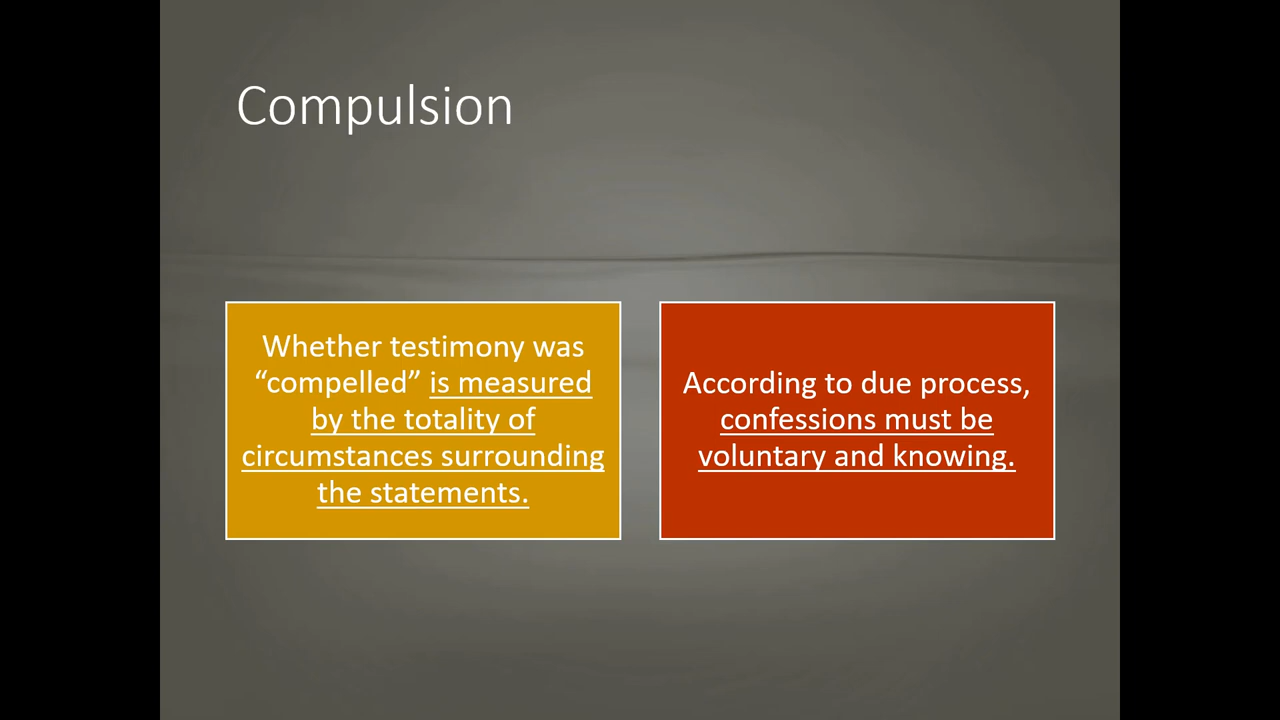 Compulsion
Whether testimony was
“compelled” is measured
by the totality of
circumstances surrounding
the statements.
According to due process,
confessions must be
voluntary and knowing.